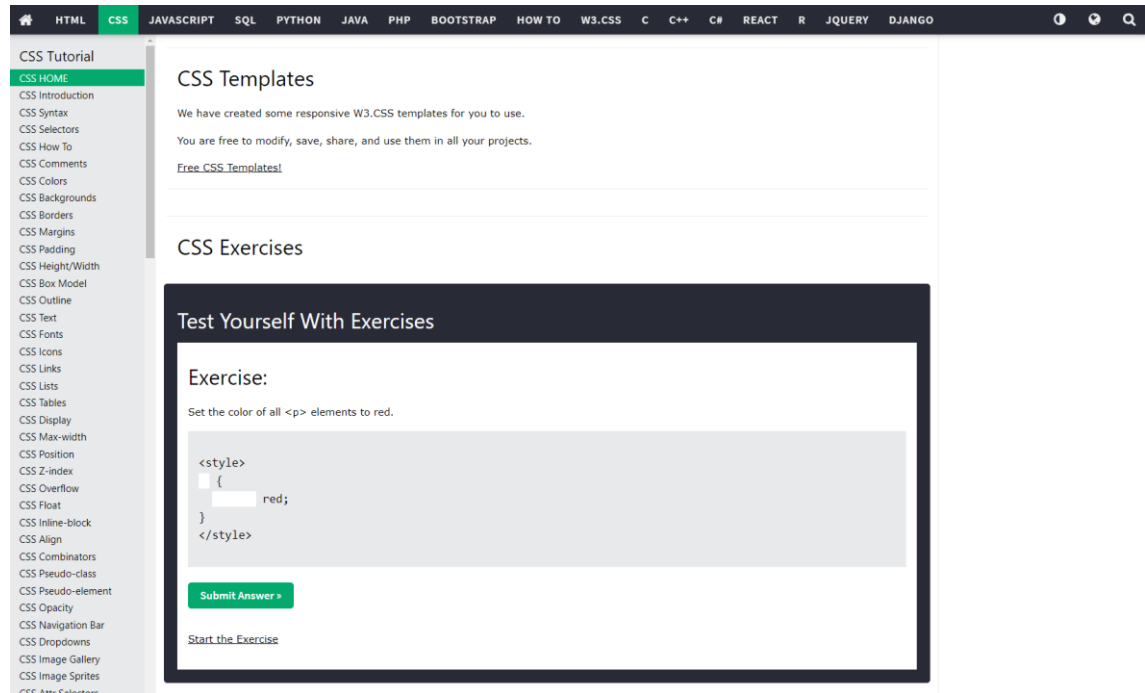 HTML CSS JAVASCRIPT SQL PYTHON JAVA PHP BOOTSTRAP HOW TO W3.CSS C C++ C# REACT R JQUERY DJANGO
CSS Tutorial
CSS HOME
CSS Introduction
CSS Syntax
CSS Selectors
CSS How To
CSS Comments
CSS Colors
CSS Backgrounds
CSS Borders
CSS Margins
CSS Padding
CSS Height/Width
CSS Box Model
CSS Outline
CSS Text
CSS Fonts
CSS Icons
CSS Links
CSS Lists
CSS Tables
CSS Display
CSS Max-width
CSS Position
CSS Z-index
CSS Overflow
CSS Float
CSS Inline-block
CSS Align
CSS Combinators
CSS Pseudo-class
CSS Pseudo-element
CSS Opacity
CSS Navigation Bar
CSS Dropdowns
CSS Image Gallery
CSS Image Sprites
CSS Attr Selectors
CSS Templates
We have created some responsive W3.CSS templates for you to use.
You are free to modify, save, share, and use them in all your projects.
Free CSS Templates!
CSS Exercises
Test Yourself With Exercises
Exercise:
Set the color of all <p> elements to red.
<style>
{
red;
}
</style>
Submit Answer »
Start the Exercise